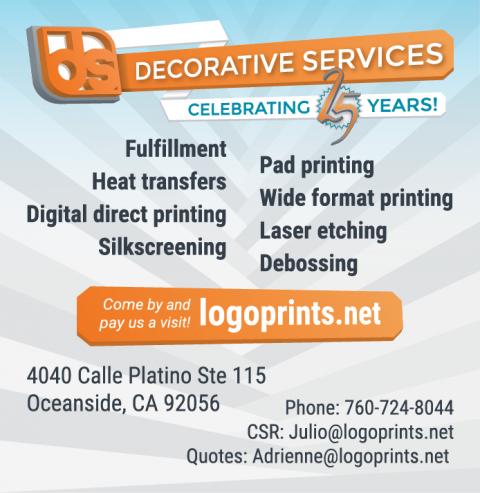 ds
DECORATIVE SERVICES
CELEBRATING 25 YEARS!
Fulfillment
Heat transfers
Digital direct printing
Silkscreening
Pad printing
Wide format printing
Laser etching
Debossing
Come by and
pay us a visit!
logoprints.net
4040 Calle Platino Ste 115
Oceanside, CA 92056
Phone: 760-724-8044
CSR: Julio@logoprints.net
Quotes: Adrienne@logoprints.net